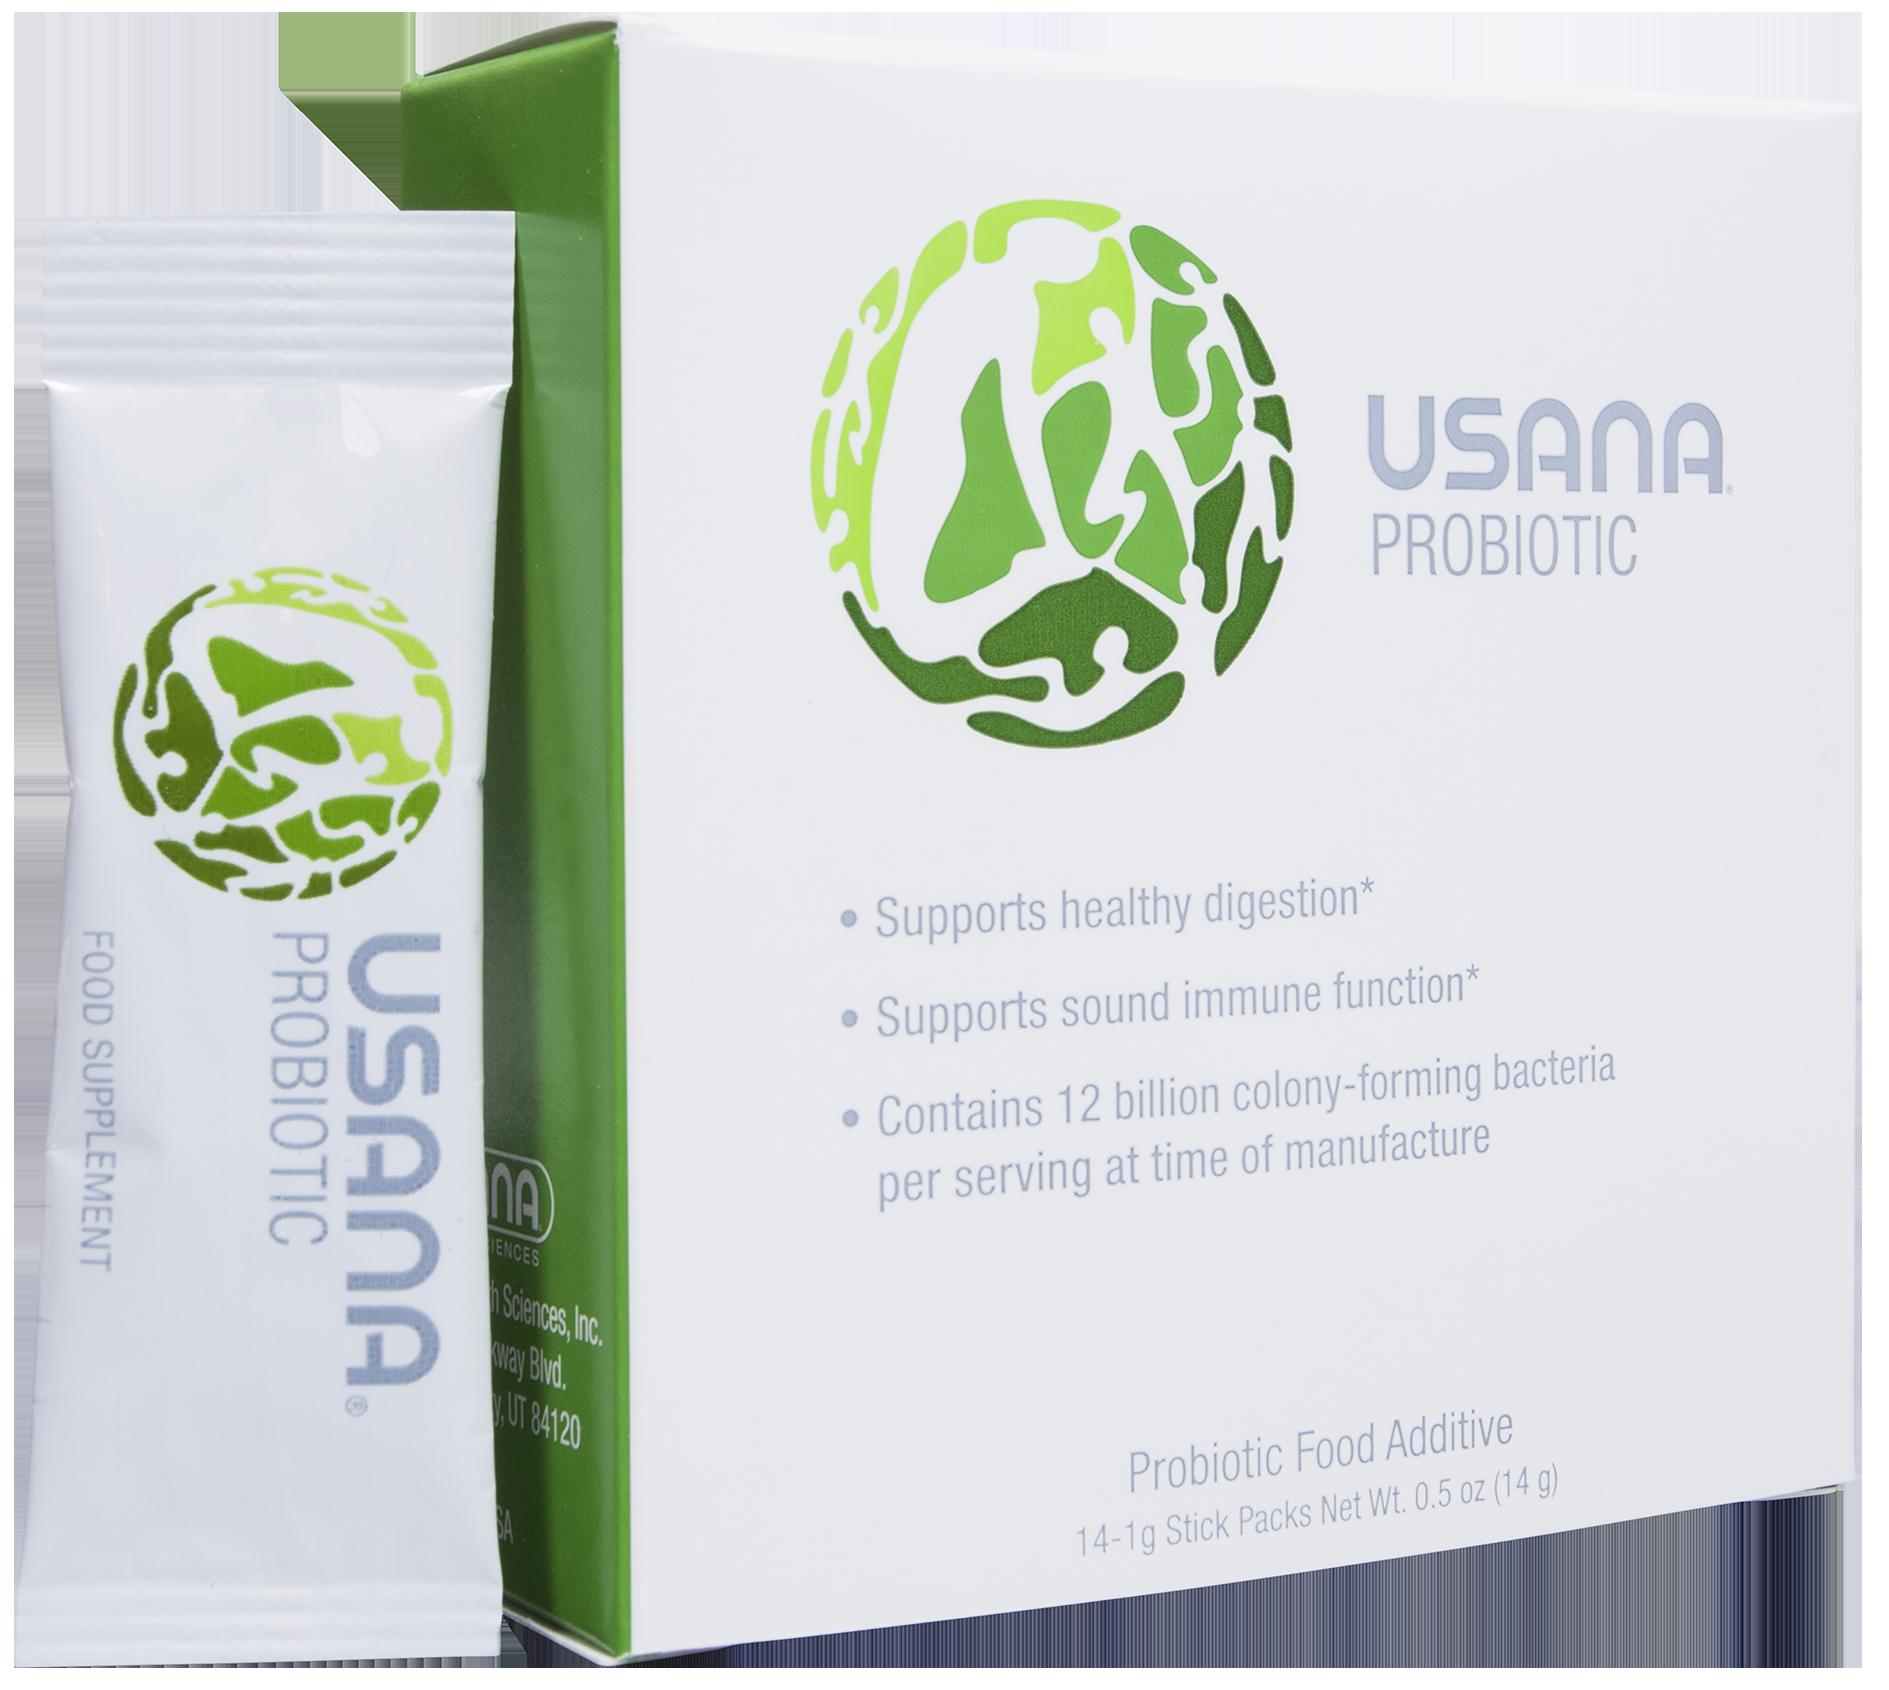 USANA®
PROBIOTIC
• Supports healthy digestion*
• Supports sound immune function*
• Contains 12 billion colony-forming bacteria
per serving at time of manufacture
Probiotic Food Additive
14-1g Stick Packs Net Wt. 0.5 oz (14 g)
USANA®
PROBIOTIC
FOOD SUPPLEMENT
Sciences, Inc.
Blvd.
UT 84120